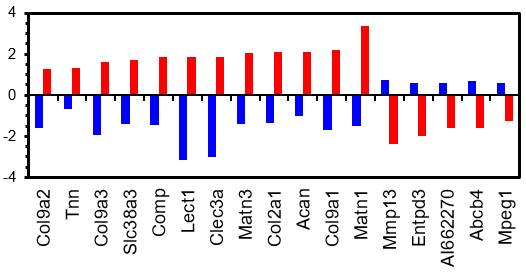 4
2
0
-2
-4
Col9a2
Tnn
Col9a3
Slc38a3
Comp
Lect1
Clec3a
Matn3
Col2a1
Acan
Col9a1
Matn1
Mmp13
Entpd3
AI662270
Abcb4
Mpeg1